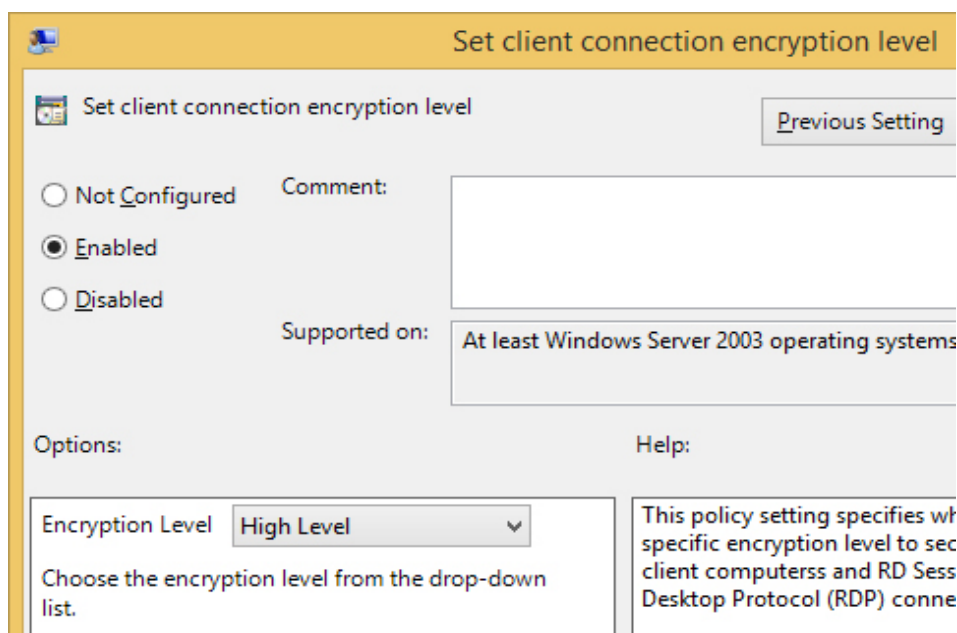 Set client connection encryption level
Set client connection encryption level
Previous Setting
Not Configured
Comment:
Enabled
Disabled
Supported on:
At least Windows Server 2003 operating systems
Options:
Help:
Encryption Level
High Level
Choose the encryption level from the drop-down
list.
This policy setting specifies
specific encryption level to
client computerss and RD
Desktop Protocol (RDP)